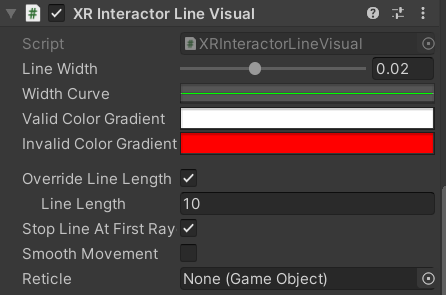 XR Interactor Line Visual
Script XRInteractorLineVisual
Line Width 0.02
Width Curve
Valid Color Gradient
Invalid Color Gradient
Override Line Length
Line Length 10
Stop Line At First Ray
Smooth Movement
Reticle None (Game Object)